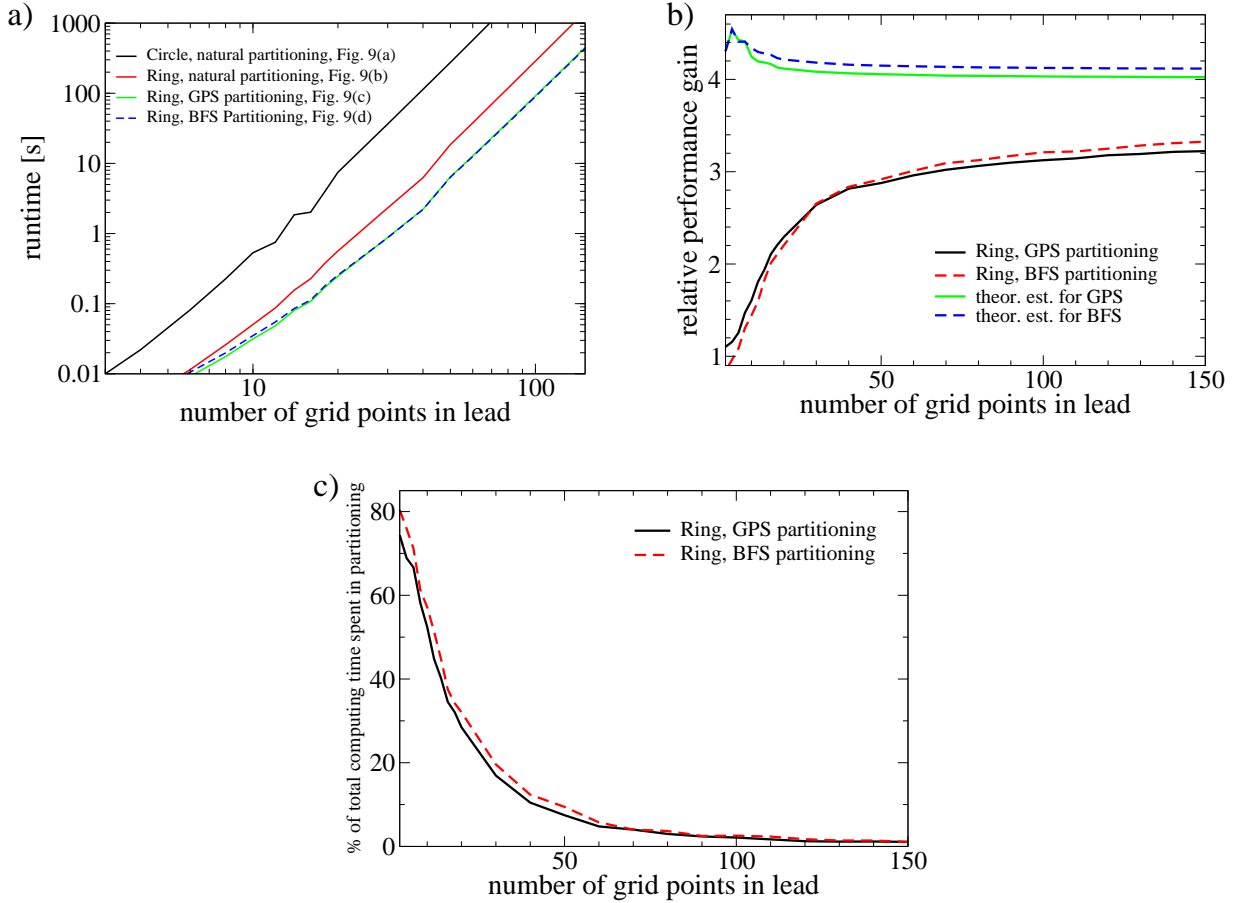 a)
runtime [s]
1000
100
10
1
0.1
0.01
Circle, natural partitioning, Fig. 9(a)
Ring, natural partitioning, Fig. 9(b)
Ring, GPS partitioning, Fig. 9(c)
Ring, BFS Partitioning, Fig. 9(d)
10
100
number of grid points in lead
b)
relative performance gain
4
3
2
1
Ring, GPS partitioning
Ring, BFS partitioning
theor. est. for GPS
theor. est. for BFS
50
100
150
number of grid points in lead
c)
% of total computing time spent in partitioning
80
60
40
20
0
Ring, GPS partitioning
Ring, BFS partitioning
50
100
150
number of grid points in lead